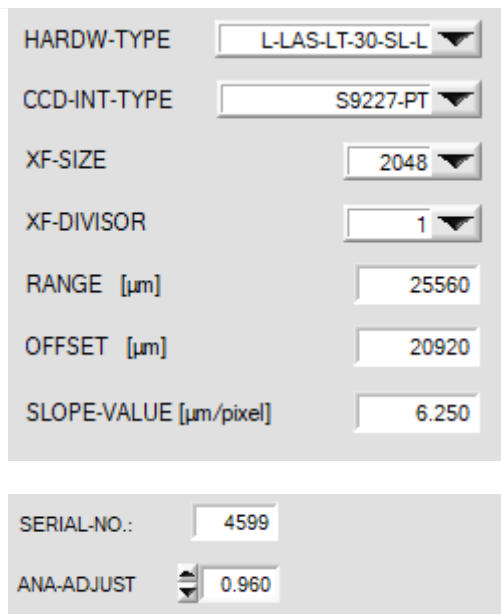 HARDW-TYPE L-LAS-LT-30-SL-L
CCD-INT-TYPE S9227-PT
XF-SIZE 2048
XF-DIVISOR 1
RANGE [µm] 25560
OFFSET [µm] 20920
SLOPE-VALUE [µm/pixel] 6.250
SERIAL-NO.: 4599
ANA-ADJUST 0.960